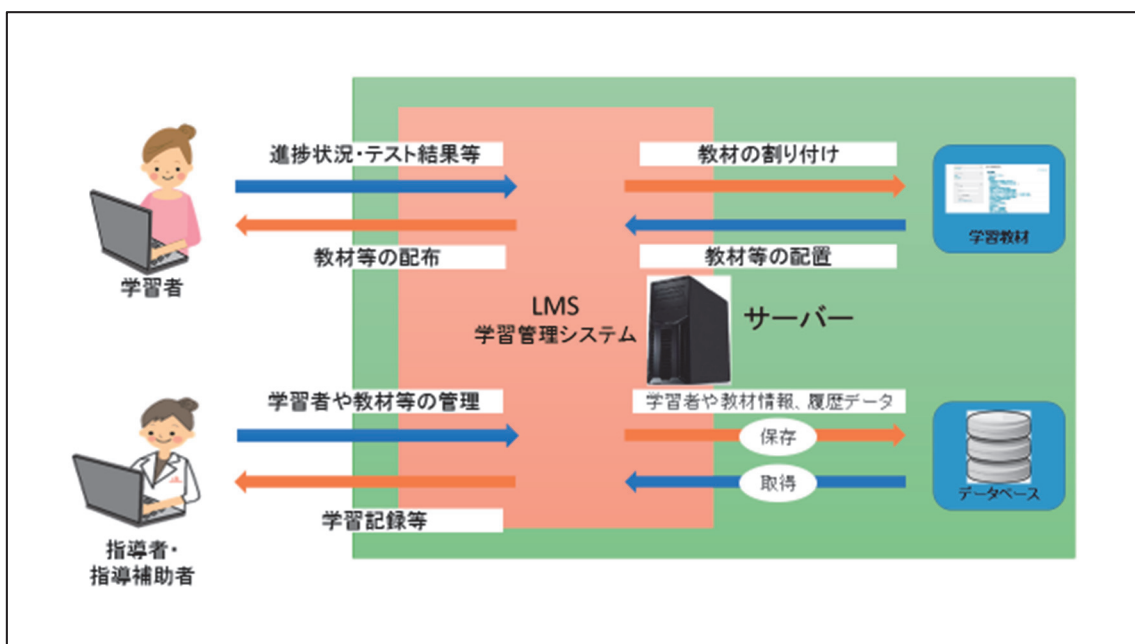 進捗状況・テスト結果等
教材の割り付け
教材等の配布
教材等の配置
学習者
学習教材
LMS
学習管理システム
サーバー
学習者や教材等の管理
学習者や教材情報、履歴データ
保存
取得
データベース
学習記録等
指導者・
指導補助者